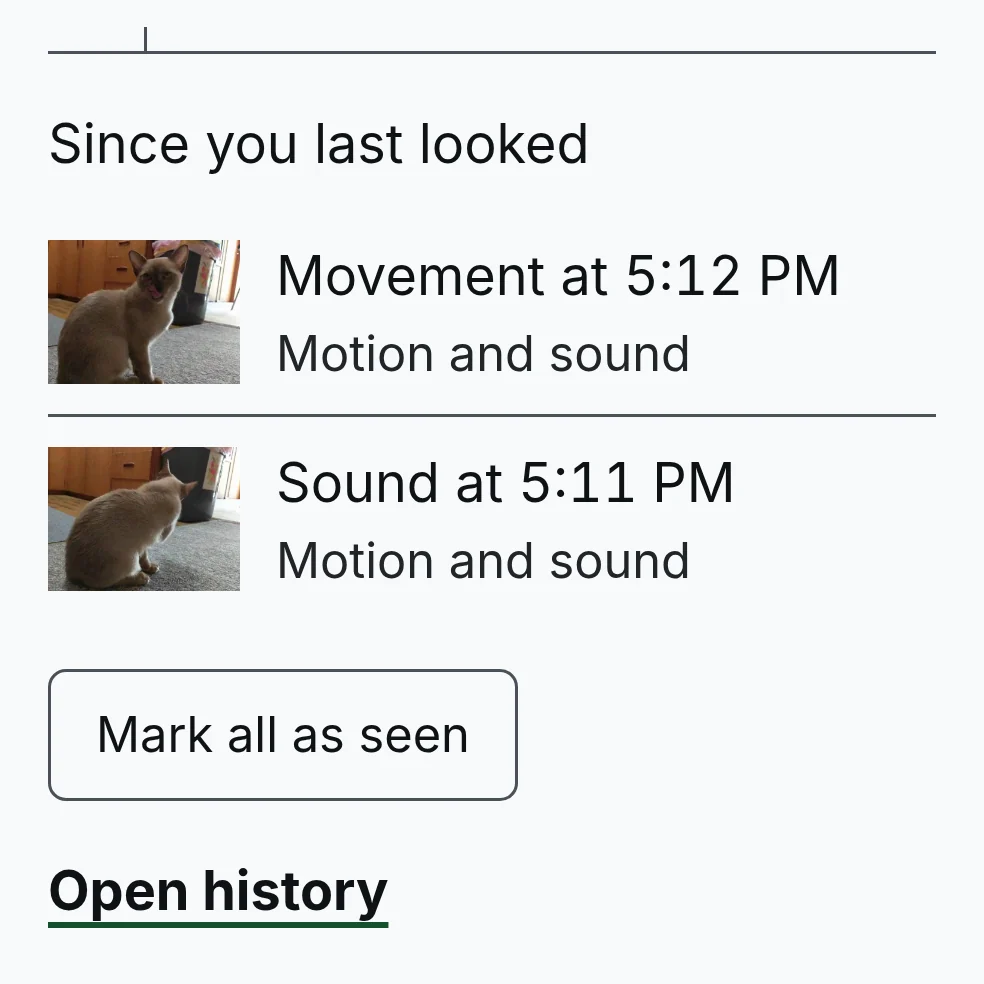 Since you last looked
Movement at 5:12 PM
Motion and sound
Sound at 5:11 PM
Motion and sound
Mark all as seen
Open history